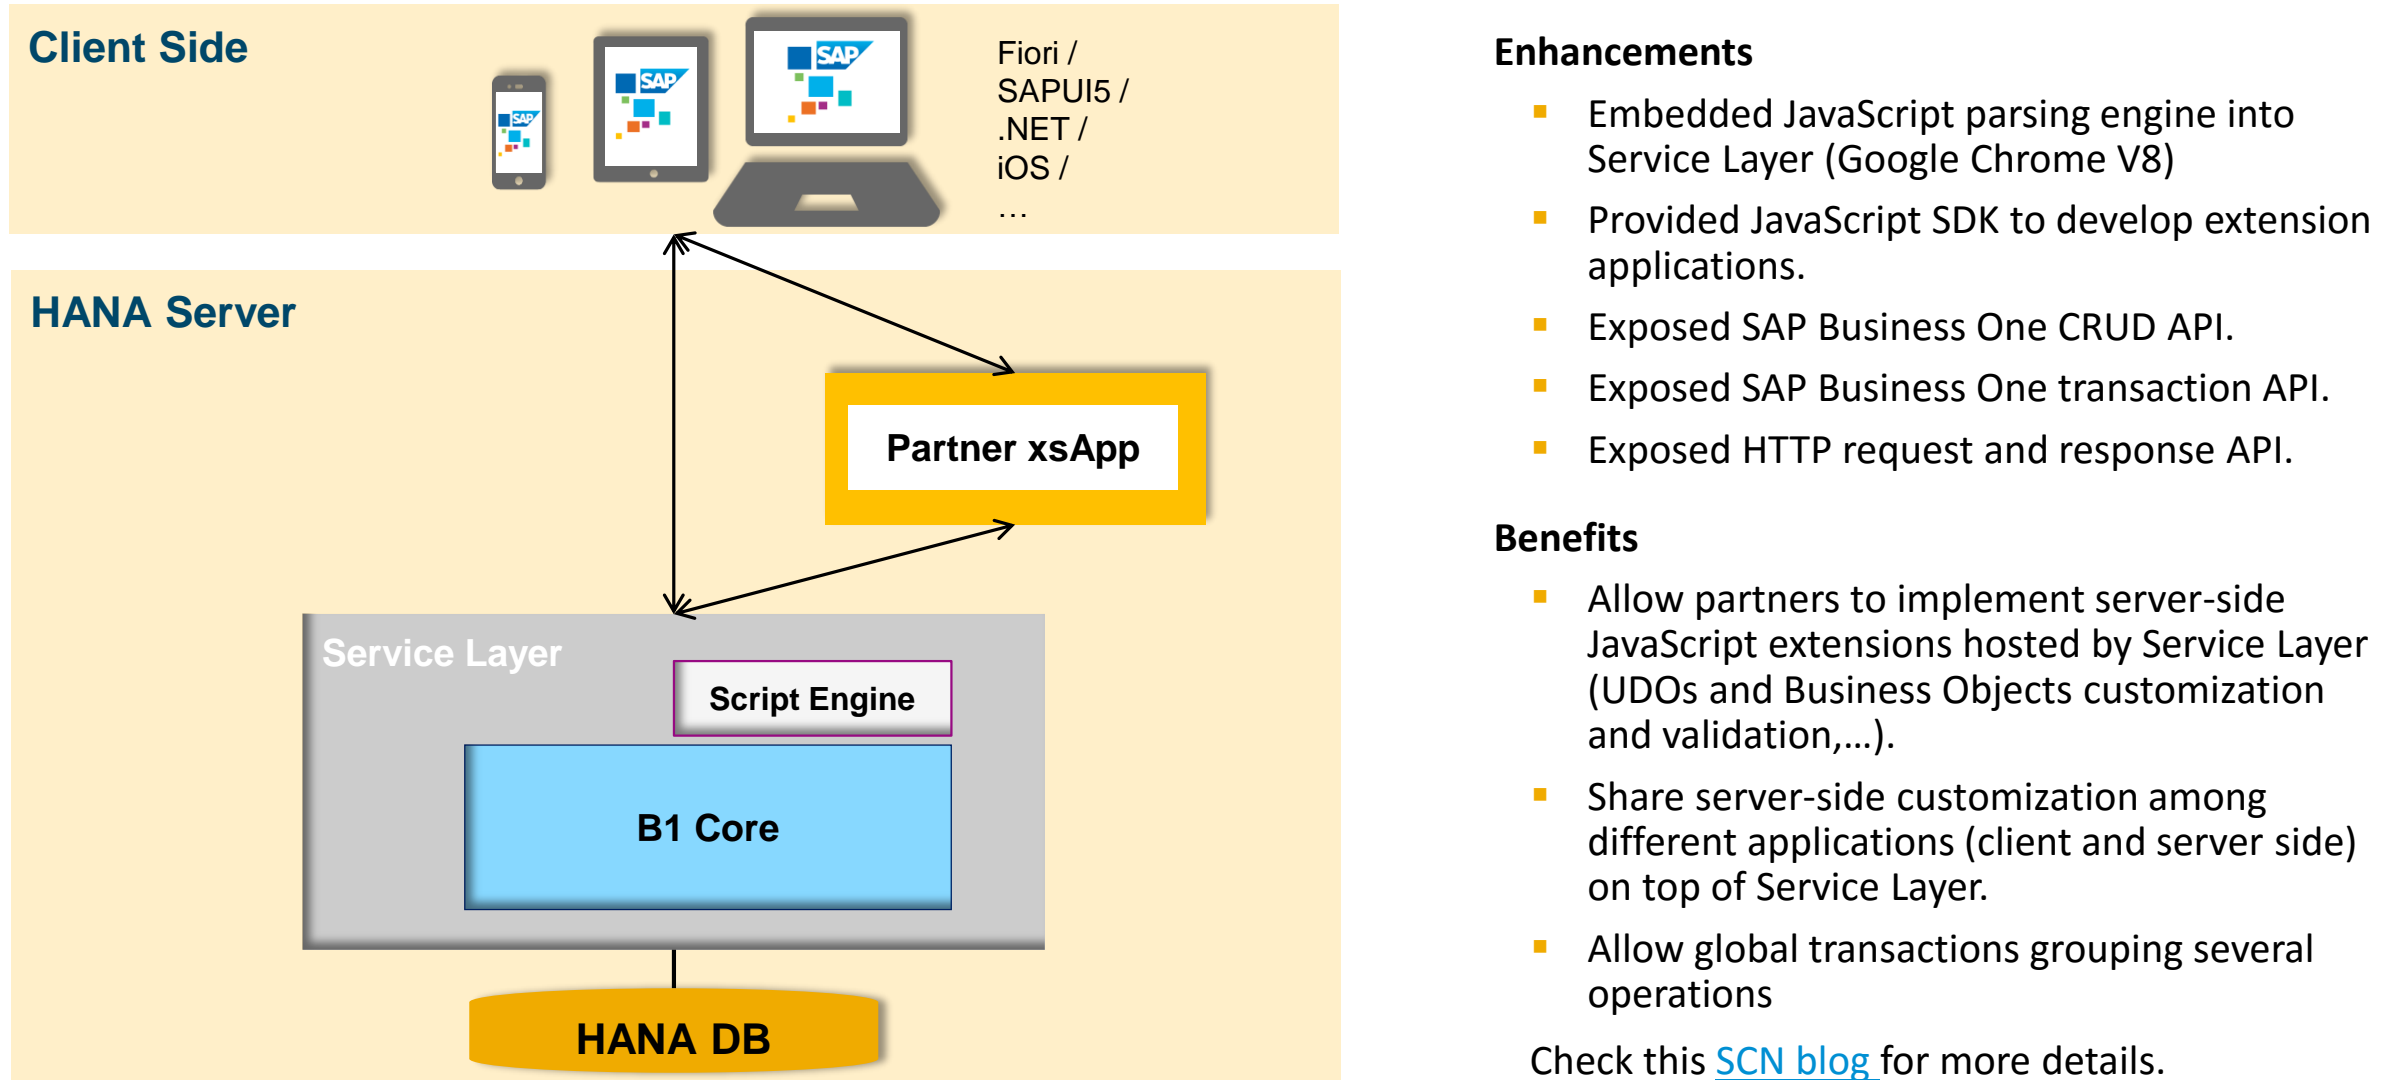 Client Side
SAP
SAP
SAP
Fiori /
SAPUI5 /
.NET /
iOS /
…
HANA Server
Partner xsApp
Service Layer
Script Engine
B1 Core
HANA DB
Enhancements
Embedded JavaScript parsing engine into
Service Layer (Google Chrome V8)
Provided JavaScript SDK to develop extension
applications.
Exposed SAP Business One CRUD API.
Exposed SAP Business One transaction API.
Exposed HTTP request and response API.
Benefits
Allow partners to implement server-side
JavaScript extensions hosted by Service Layer
(UDOs and Business Objects customization
and validation,…).
Share server-side customization among
different applications (client and server side)
on top of Service Layer.
Allow global transactions grouping several
operations
Check this SCN blog for more details.